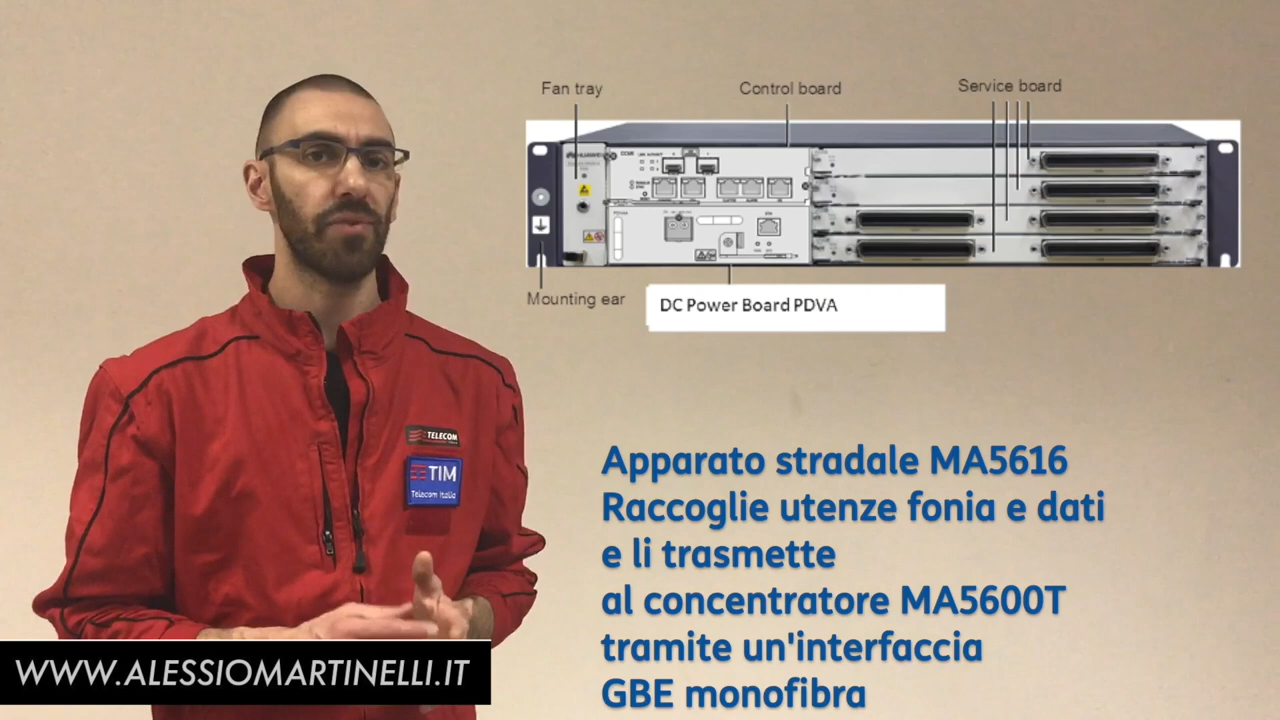 Fan tray
Control board
Service board
HUAWEI
Mounting ear
DC Power Board PDVA
TELECOM
TIM
Telecom Italia
Apparato stradale MA5616
Raccoglie utenze fonia e dati
e li trasmette
al concentratore MA5600T
tramite un'interfaccia
GBE monofibra
WWW.ALESSIOMARTINELLI.IT